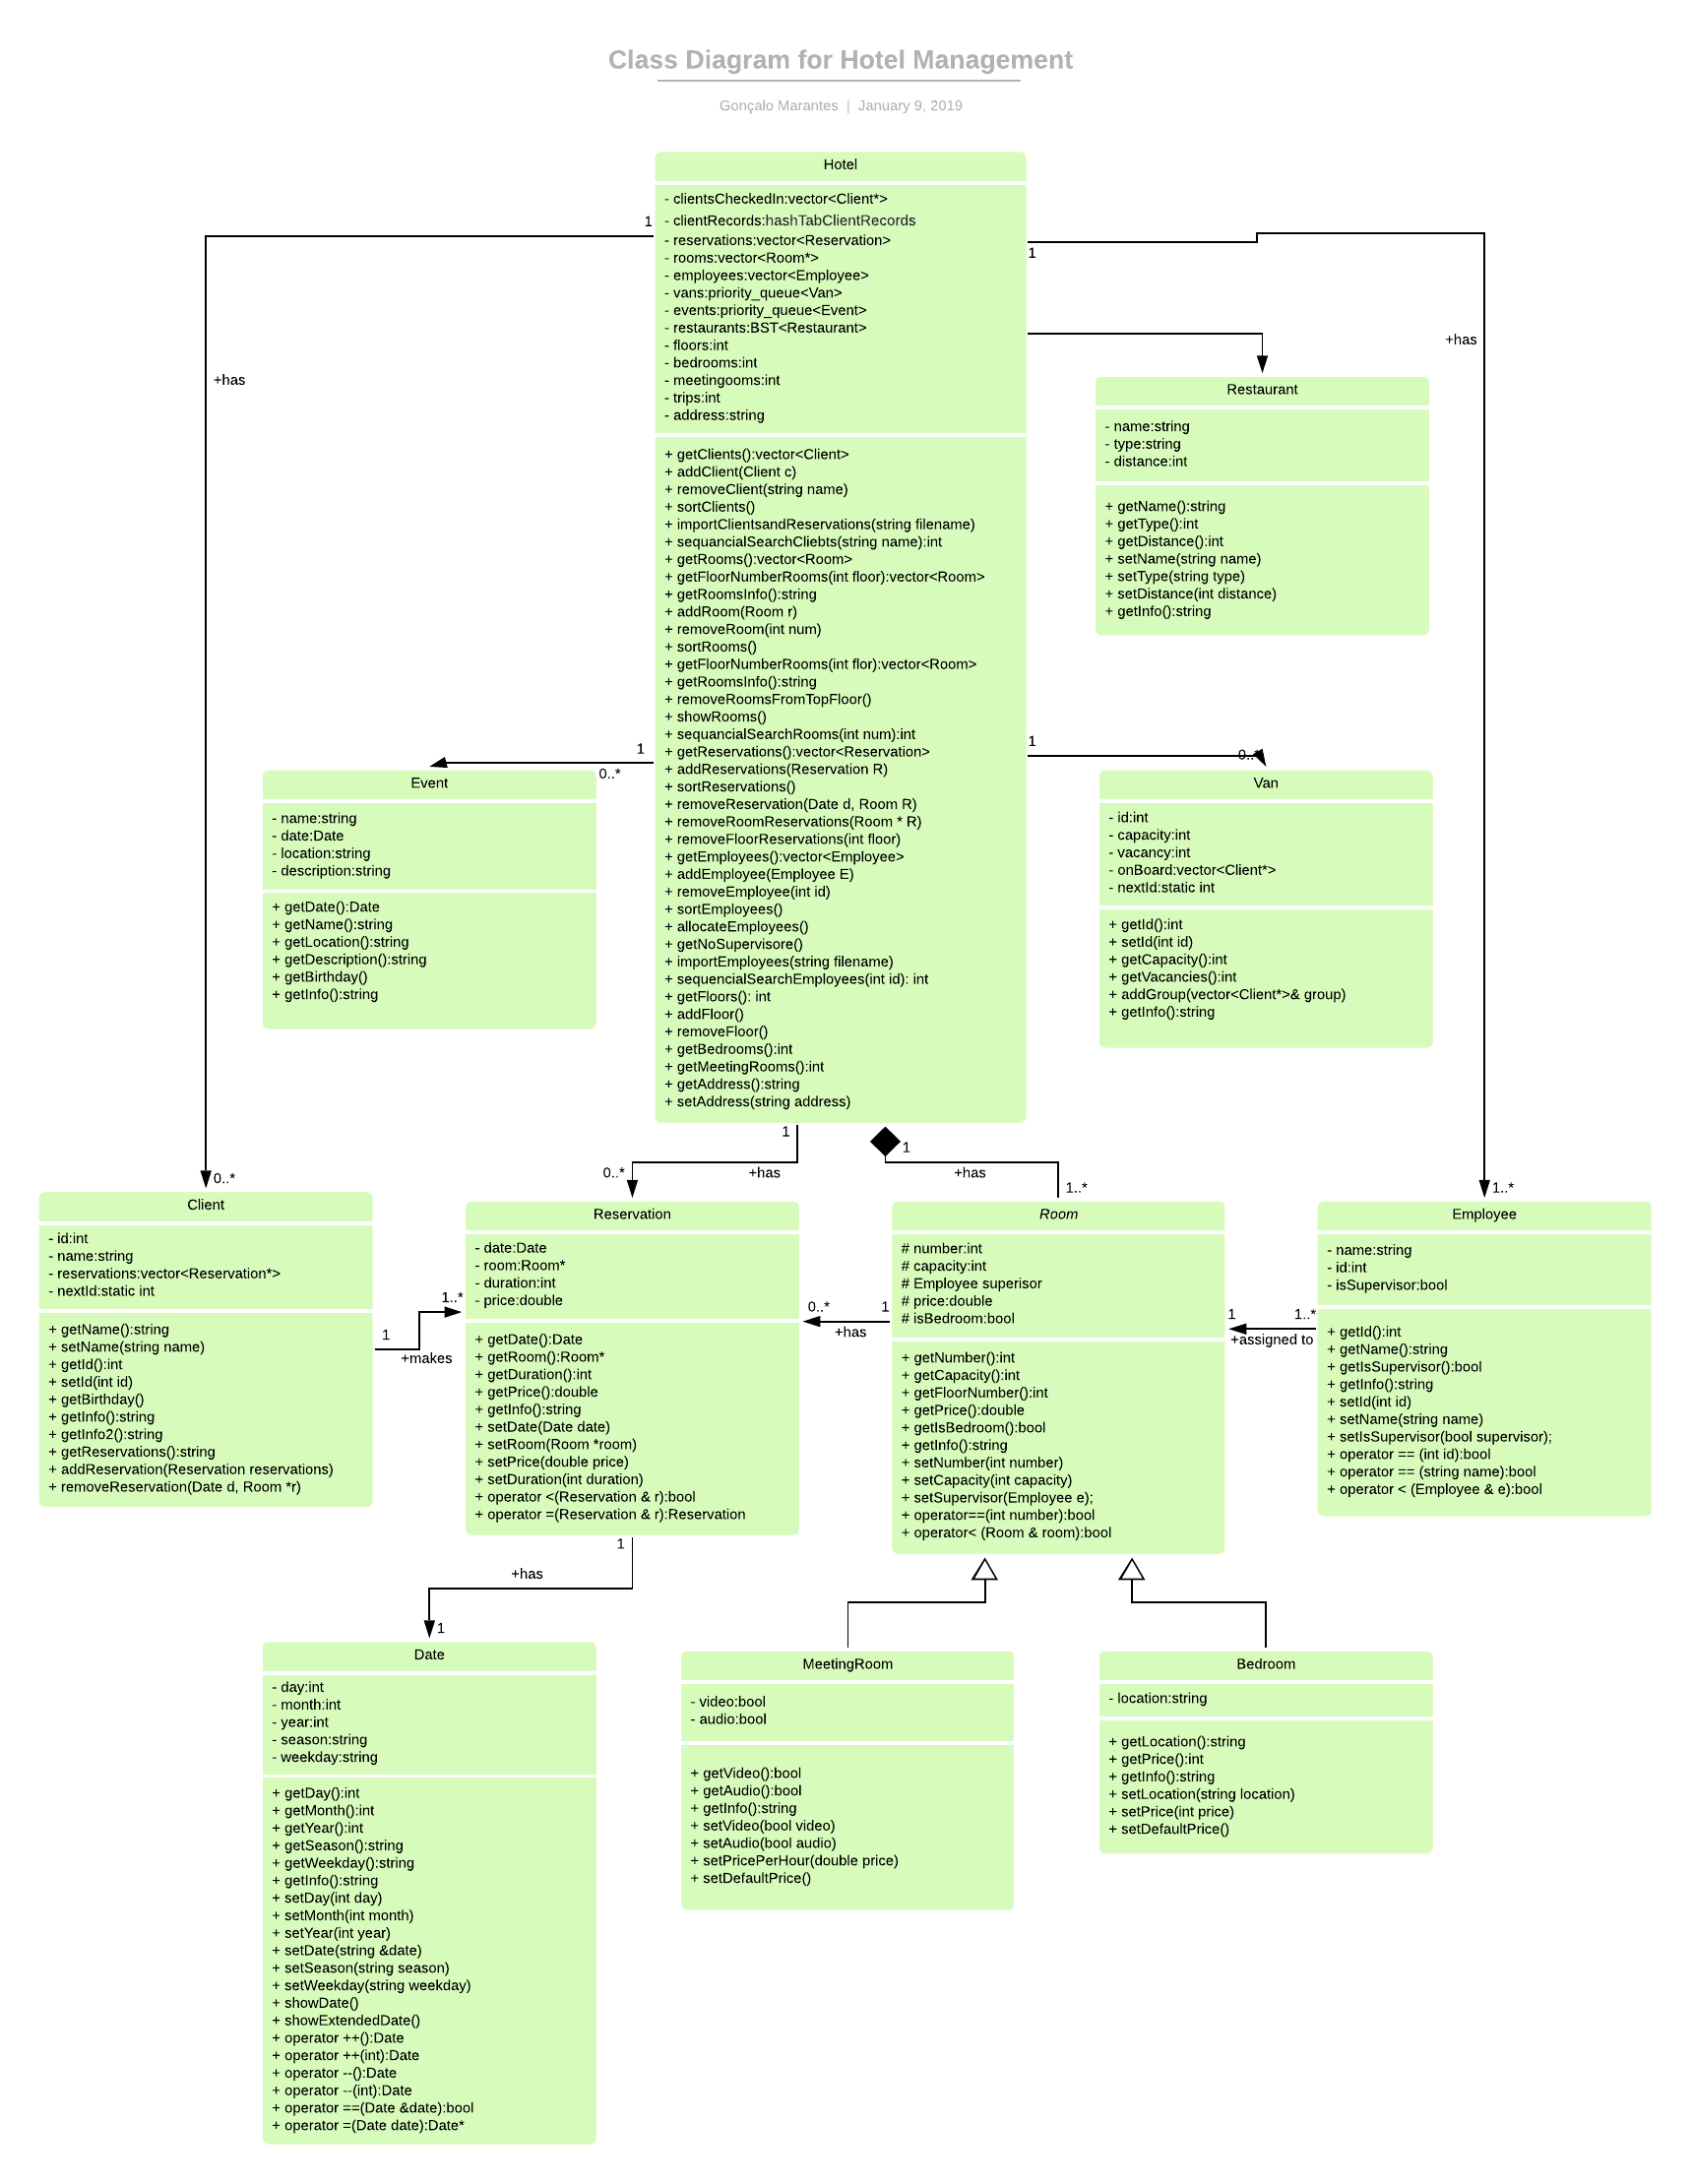 Class Diagram for Hotel Management
Gonçalo Marantes | January 9, 2019
Hotel
- clientsCheckedIn:vector<Client*>
- clientRecords:hashTabClientRecords
- reservations:vector<Reservation>
- rooms:vector<Room*>
- employees:vector<Employee>
- vans:priority_queue<Van>
- events:priority_queue<Event>
- restaurants:BST<Restaurant>
- floors:int
- bedrooms:int
- meetingooms:int
- trips:int
- address:string
+ getClients():vector<Client>
+ addClient(Client c)
+ removeClient(string name)
+ sortClients()
+ importClientsandReservations(string filename)
+ sequancialSearchCliebts(string name):int
+ getRooms():vector<Room>
+ getFloorNumberRooms(int floor):vector<Room>
+ getRoomsInfo():string
+ addRoom(Room r)
+ removeRoom(int num)
+ sortRooms()
+ getFloorNumberRooms(int flor):vector<Room>
+ getRoomsInfo():string
+ removeRoomsFromTopFloor()
+ showRooms()
+ sequancialSearchRooms(int num):int
+ getReservations():vector<Reservation>
+ addReservations(Reservation R)
+ sortReservations()
+ removeReservation(Date d, Room R)
+ removeRoomReservations(Room * R)
+ removeFloorReservations(int floor)
+ getEmployees():vector<Employee>
+ addEmployee(Employee E)
+ removeEmployee(int id)
+ sortEmployees()
+ allocateEmployees()
+ getNoSupervisore()
+ importEmployees(string filename)
+ sequencialSearchEmployees(int id): int
+ getFloors(): int
+ addFloor()
+ removeFloor()
+ getBedrooms():int
+ getMeetingRooms():int
+ getAddress():string
+ setAddress(string address)
1
+has
0..*
1
+has
1..*
Restaurant
- name:string
- type:string
- distance:int
+ getName():string
+ getType():int
+ getDistance():int
+ setName(string name)
+ setType(string type)
+ setDistance(int distance)
+ getInfo():string
1
0..*
Event
- name:string
- date:Date
- location:string
- description:string
+ getDate():Date
+ getName():string
+ getLocation():string
+ getDescription():string
+ getBirthday()
+ getInfo():string
1
0..*
Van
- id:int
- capacity:int
- vacancy:int
- onBoard:vector<Client*>
- nextId:static int
+ getId():int
+ setId(int id)
+ getCapacity():int
+ getVacancies():int
+ addGroup(vector<Client*>& group)
+ getInfo():string
1
+has
0..*
1
+has
1..*
Client
- id:int
- name:string
- reservations:vector<Reservation*>
- nextId:static int
+ getName():string
+ setName(string name)
+ getId():int
+ setId(int id)
+ getBirthday()
+ getInfo():string
+ getInfo2():string
+ getReservations():string
+ addReservation(Reservation reservations)
+ removeReservation(Date d, Room *r)
1
+makes
1..*
Reservation
- date:Date
- room:Room*
- duration:int
- price:double
+ getDate():Date
+ getRoom():Room*
+ getDuration():int
+ getPrice():double
+ getInfo():string
+ setDate(Date date)
+ setRoom(Room *room)
+ setPrice(double price)
+ setDuration(int duration)
+ operator <(Reservation & r):bool
+ operator =(Reservation & r):Reservation
0..*
1
+has
Room
# number:int
# capacity:int
# Employee superisor
# price:double
# isBedroom:bool
+ getNumber():int
+ getCapacity():int
+ getFloorNumber():int
+ getPrice():double
+ getIsBedroom():bool
+ getInfo():string
+ setNumber(int number)
+ setCapacity(int capacity)
+ setSupervisor(Employee e);
+ operator==(int number):bool
+ operator< (Room & room):bool
1
1..*
+assigned to
Employee
- name:string
- id:int
- isSupervisor:bool
+ getId():int
+ getName():string
+ getIsSupervisor():bool
+ getInfo():string
+ setId(int id)
+ setName(string name)
+ setIsSupervisor(bool supervisor);
+ operator == (int id):bool
+ operator == (string name):bool
+ operator < (Employee & e):bool
1
+has
1
Date
- day:int
- month:int
- year:int
- season:string
- weekday:string
+ getDay():int
+ getMonth():int
+ getYear():int
+ getSeason():string
+ getWeekday():string
+ getInfo():string
+ setDay(int day)
+ setMonth(int month)
+ setYear(int year)
+ setDate(string &date)
+ setSeason(string season)
+ setWeekday(string weekday)
+ showDate()
+ showExtendedDate()
+ operator ++():Date
+ operator ++(int):Date
+ operator --():Date
+ operator --(int):Date
+ operator ==(Date &date):bool
+ operator =(Date date):Date*
MeetingRoom
- video:bool
- audio:bool
+ getVideo():bool
+ getAudio():bool
+ getInfo():string
+ setVideo(bool video)
+ setAudio(bool audio)
+ setPricePerHour(double price)
+ setDefaultPrice()
Bedroom
- location:string
+ getLocation():string
+ getPrice():int
+ getInfo():string
+ setLocation(string location)
+ setPrice(int price)
+ setDefaultPrice()